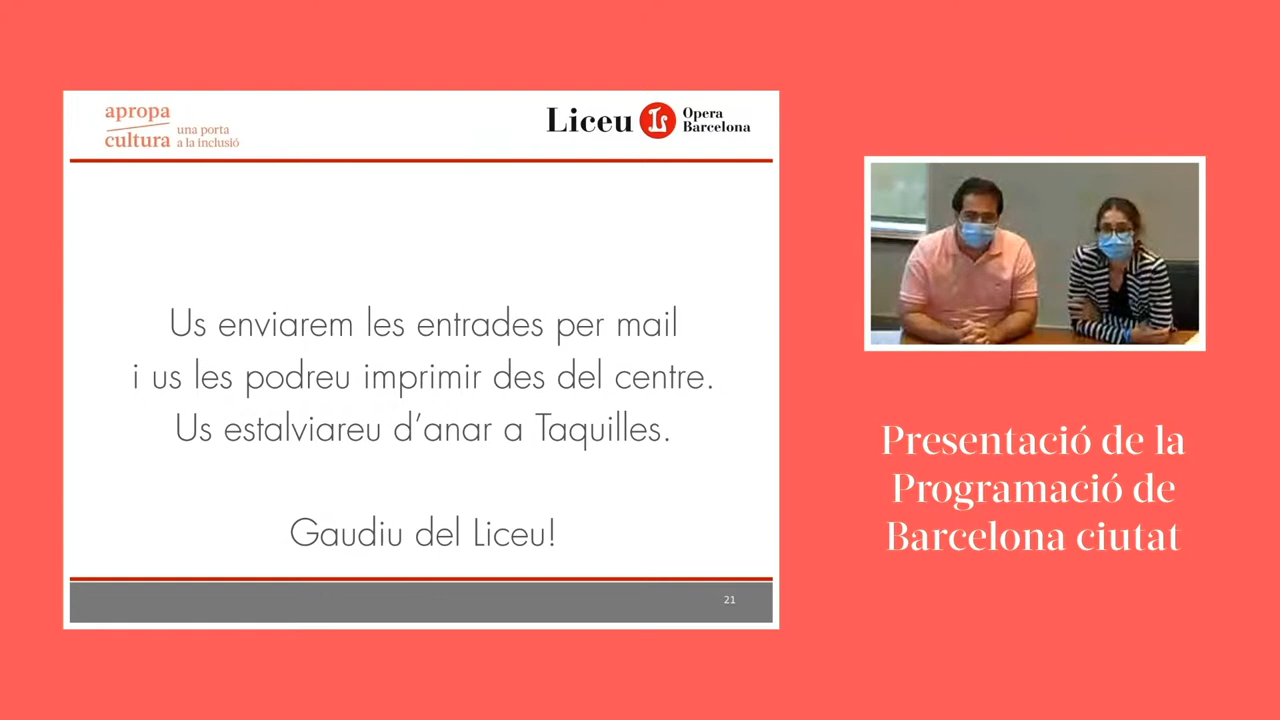 apropa
cultura
una porta
a la inclusió
Liceu
Opera
Barcelona
Us enviarem les entrades per mail
i us les podreu imprimir des del centre.
Us estalviareu d’anar a Taquilles.
Gaudiu del Liceu!
21
Presentació de la
Programació de
Barcelona ciutat